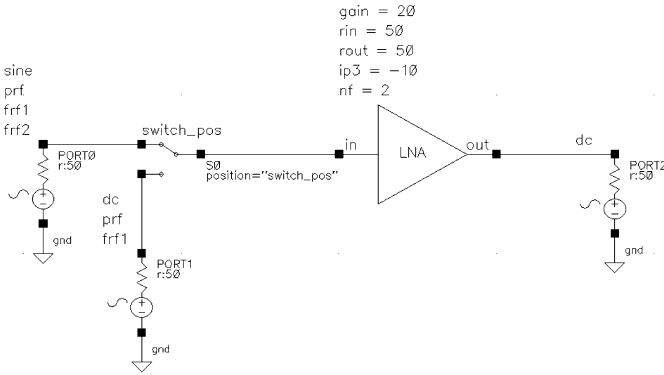 gain = 20
rin = 50
rout = 50
ip3 = -10
nf = 2
sine
prf
frf1
frf2
switch_pos
PORT0
r:50
S0
position="switch_pos"
in
LNA
out
dc
PORT2
r:50
gnd
dc
prf
frf1
PORT1
r:50
gnd
gnd